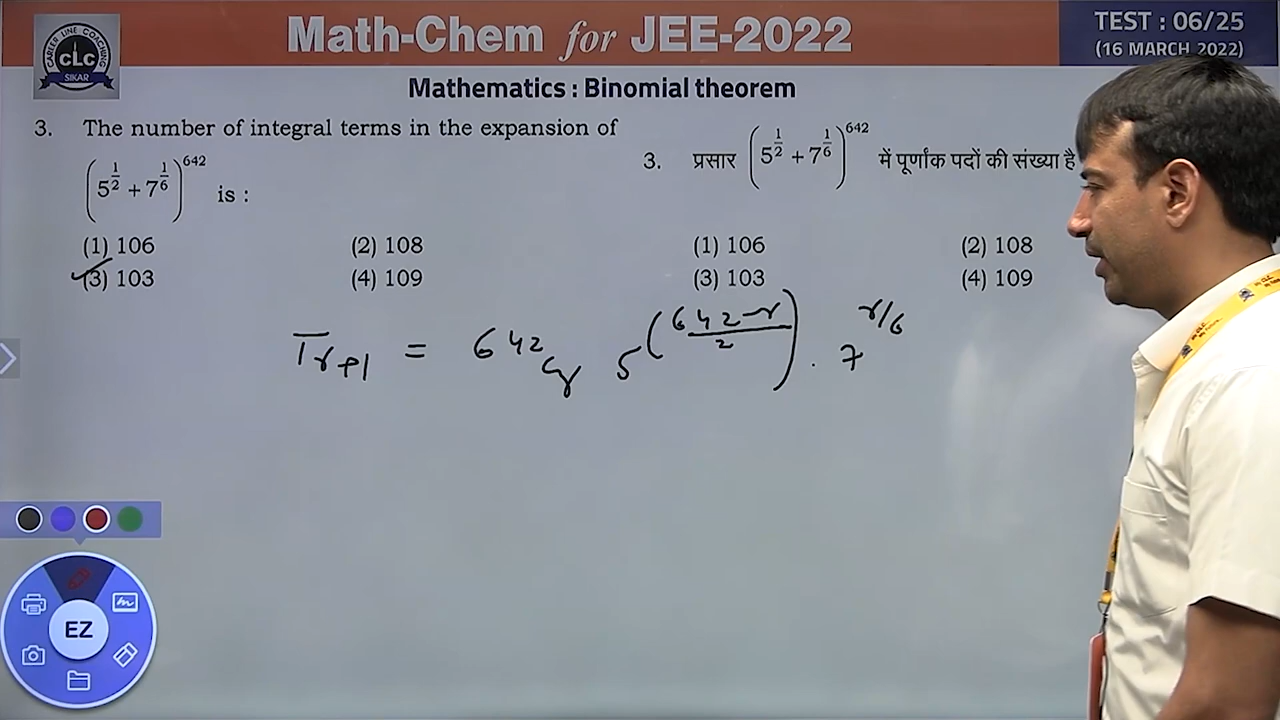 CAREER LINE COACHING
CLC
SIKAR
Math-Chem for JEE-2022
TEST : 06/25
(16 MARCH 2022)
Mathematics : Binomial theorem
3. The number of integral terms in the expansion of
(5^{1/2} + 7^{1/6})^{642} is :
(1) 106 (2) 108
(3) 103 (4) 109
3. प्रसार (5^{1/2} + 7^{1/6})^{642} में पूर्णांक पदों की संख्या है
(1) 106 (2) 108
(3) 103 (4) 109
T_{r+1} = 642_{C_r} 5^{(642-r/2)} . 7^{r/6}
EZ